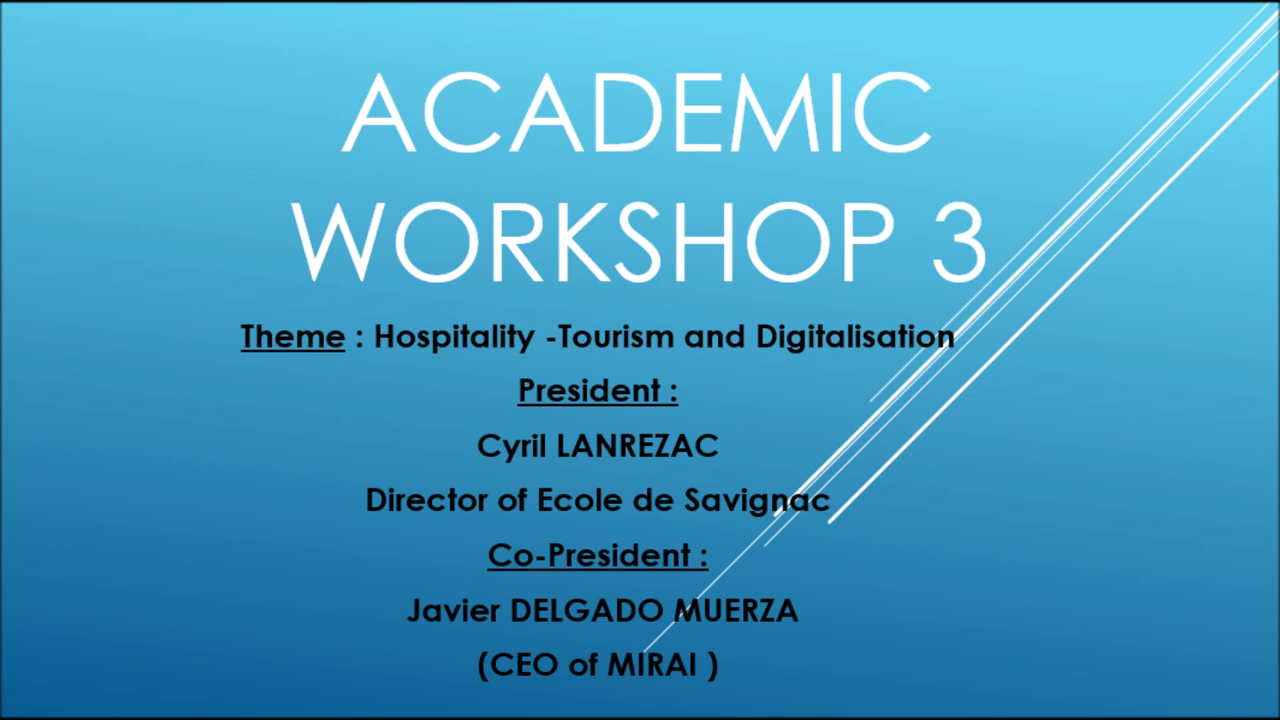 ACADEMIC
WORKSHOP 3
Theme : Hospitality -Tourism and Digitalisation
President :
Cyril LANREZAC
Director of Ecole de Savignac
Co-President :
Javier DELGADO MUERZA
(CEO of MIRAI )